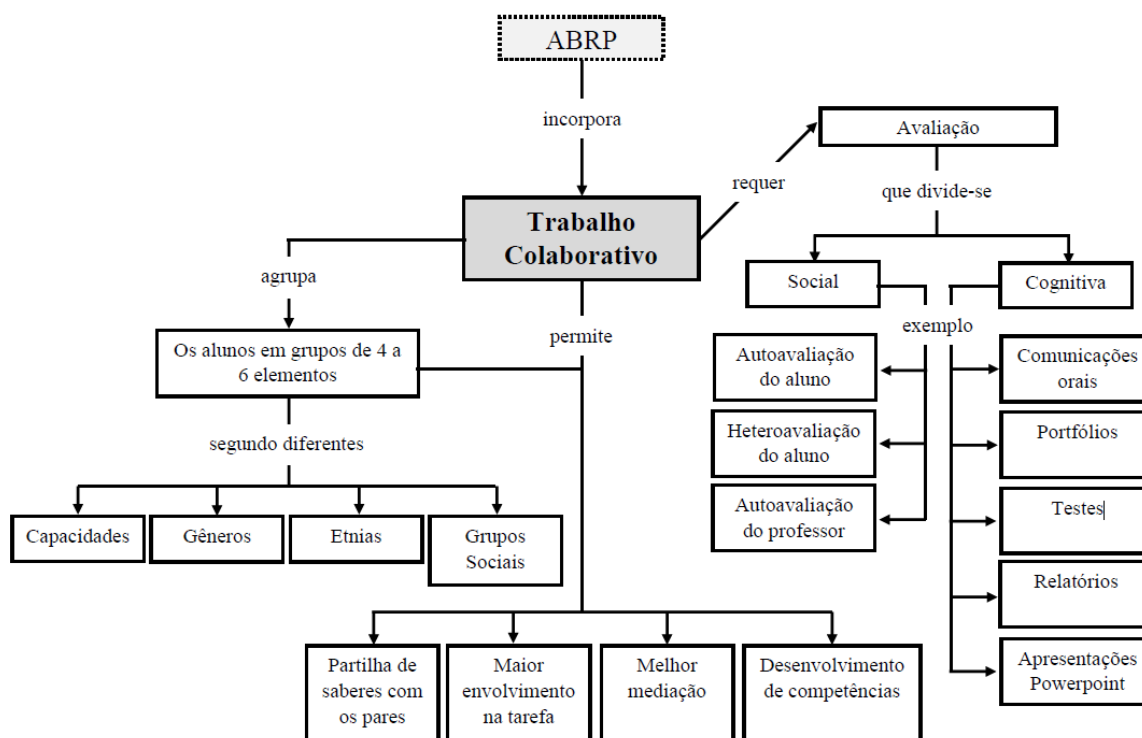 ABRP
incorpora
Avaliação
requer
que divide-se
Trabalho
Colaborativo
agrupa
Social
Cognitiva
permite
exemplo
Os alunos em grupos de 4 a
6 elementos
Autoavaliação
do aluno
Comunicações
orais
segundo diferentes
Heteroavaliação
do aluno
Portfólios
Capacidades
Gêneros
Etnias
Grupos
Sociais
Autoavaliação
do professor
Testes
Relatórios
Partilha de
saberes com
os pares
Maior
envolvimento
na tarefa
Melhor
mediação
Desenvolvimento
de competências
Apresentações
Powerpoint